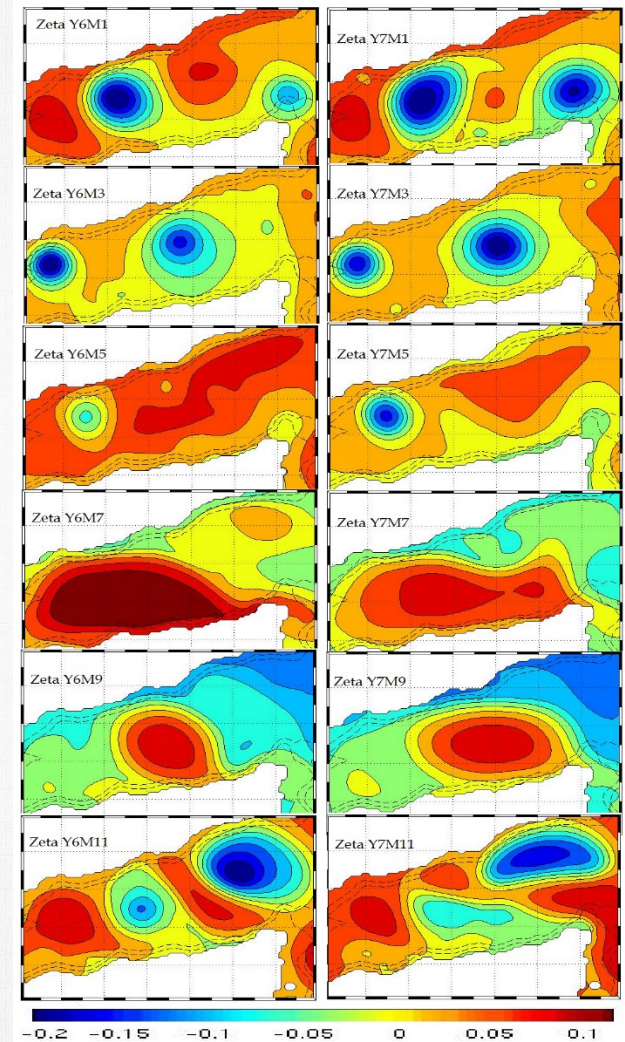 Zeta Y6M1
Zeta Y7M1
Zeta Y6M3
Zeta Y7M3
Zeta Y6M5
Zeta Y7M5
Zeta Y6M7
Zeta Y7M7
Zeta Y6M9
Zeta Y7M9
Zeta Y6M11
Zeta Y7M11
-0.2 -0.15 -0.1 -0.05 0 0.05 0.1